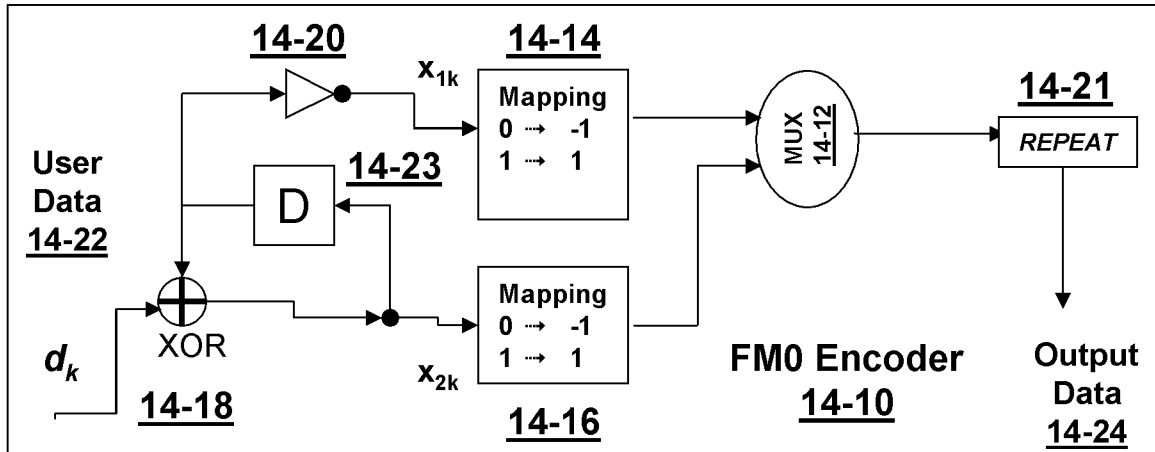 14-20
x1k
14-14
Mapping
0 ⇢ -1
1 ⇢ 1
MUX
14-12
14-21
REPEAT
User
Data
14-22
14-23
D
XOR
dk
14-18
x2k
Mapping
0 ⇢ -1
1 ⇢ 1
14-16
FM0 Encoder
14-10
Output
Data
14-24